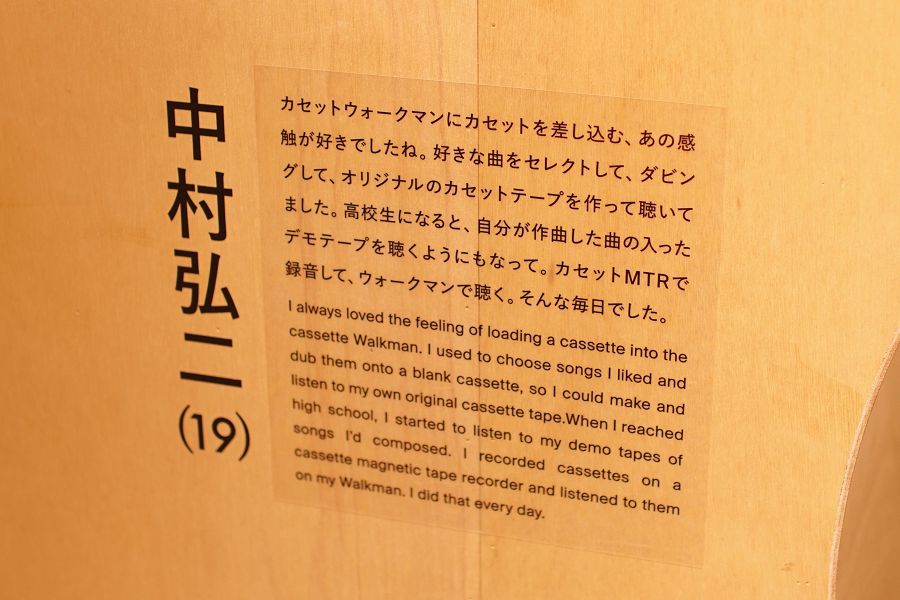 中村弘二
(19)
カセットウォークマンにカセットを差し込む、あの感
触が好きでしたね。好きな曲をセレクトして、ダビン
グして、オリジナルのカセットテープを作って聴いて
ました。高校生になると、自分が作曲した曲の入った
デモテープを聴くようにもなって。カセットMTRで
録音して、ウォークマンで聴く。そんな毎日でした。
I always loved the feeling of loading a cassette into the
cassette Walkman. I used to choose songs I liked and
dub them onto a blank cassette, so I could make and
listen to my own original cassette tape.When I reached
high school, I started to listen to my demo tapes of
songs I'd composed. I recorded cassettes on a
cassette magnetic tape recorder and listened to them
on my Walkman. I did that every day.